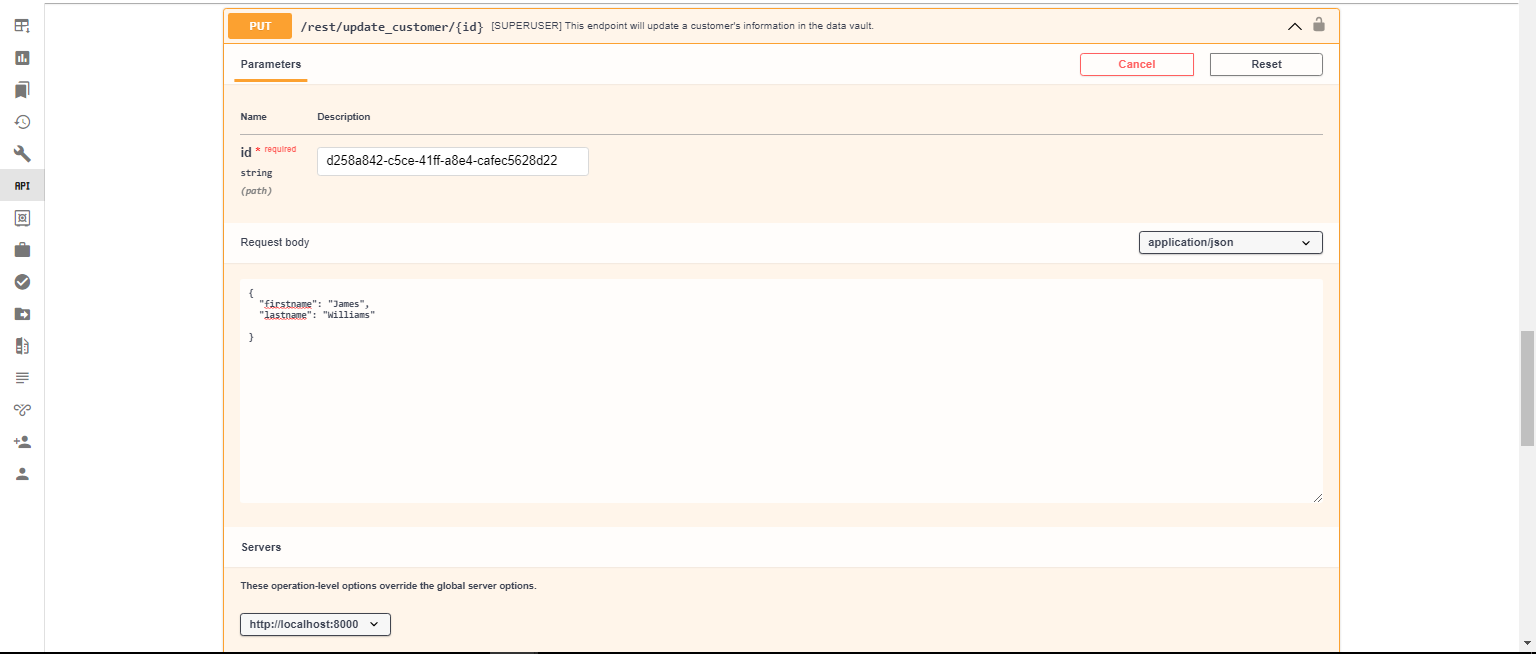 PUT /rest/update_customer/{id} [SUPERUSER] This endpoint will update a customer's information in the data vault.
Parameters
Cancel
Reset
Name Description
id * required
d258a842-c5ce-41ff-a8e4-cafec5628d22
string
(path)
API
Request body
application/json
{
"firstname": "James",
"lastname": "Williams"
}
Servers
These operation-level options override the global server options.
http://localhost:8000